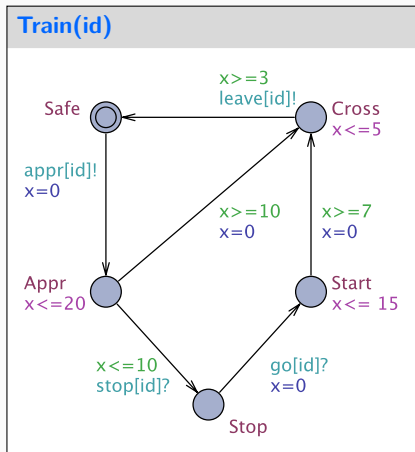 Train(id)
x>=3
leave[id]!
Safe
Cross
x<=5
appr[id]!
x=0
x>=10
x=0
x>=7
x=0
Appr
x<=20
Start
x<= 15
x<=10
stop[id]?
go[id]?
x=0
Stop